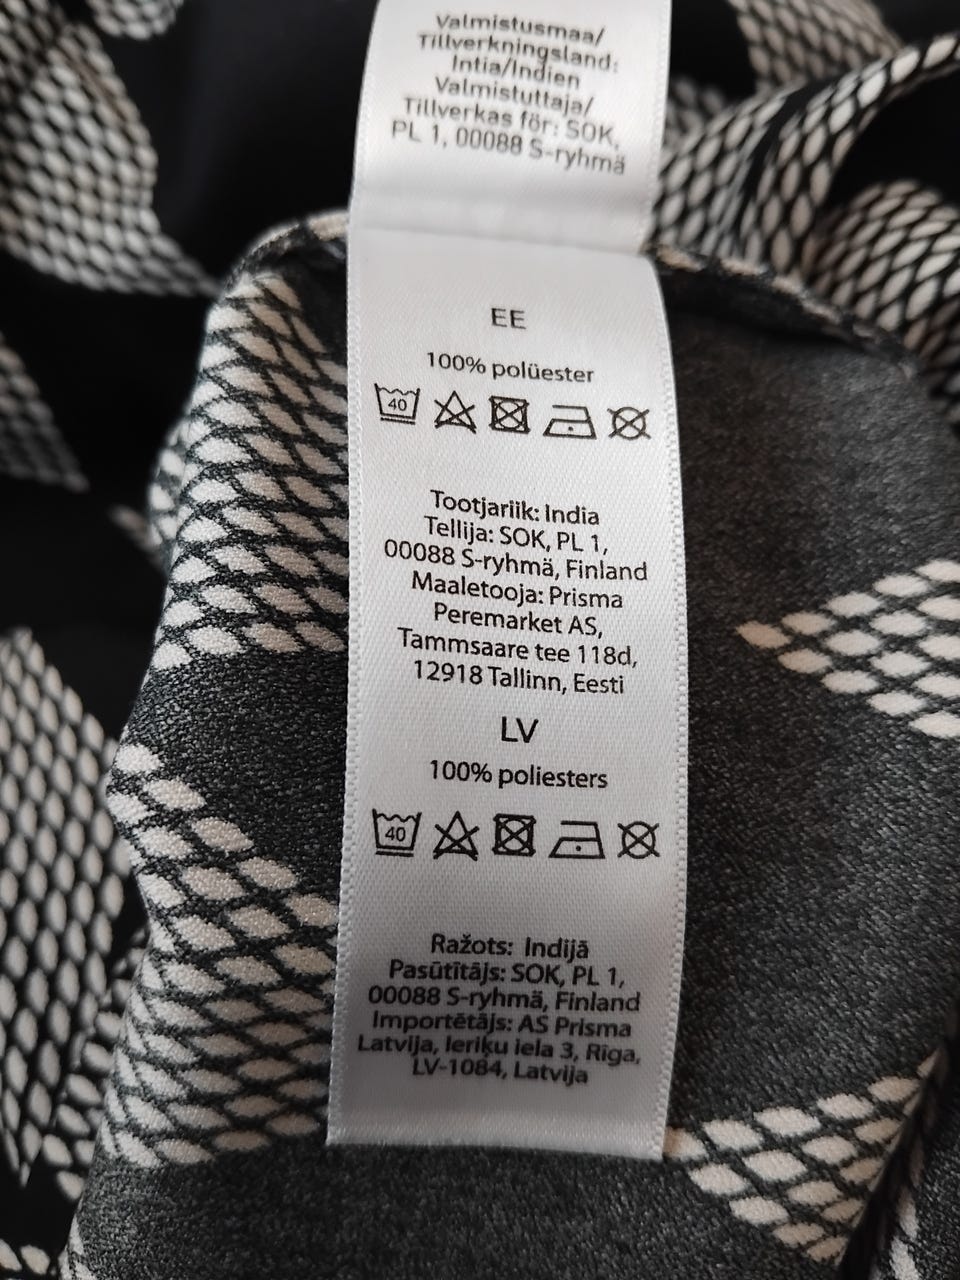 Valmistusmaa/
Tillverkningsland:
Intia/Indien
Valmistuttaja/
Tillverkas för: SOK,
PL 1, 00088 S-ryhmä
EE
100% polüester
40
Tootjariik: India
Tellija: SOK, PL 1,
00088 S-ryhmä, Finland
Maaletooja: Prisma
Peremarket AS,
Tammsaare tee 118d,
12918 Tallinn, Eesti
LV
100% poliesters
40
Ražots: Indijā
Pasūtītājs: SOK, PL 1,
00088 S-ryhmä, Finland
Importētājs: AS Prisma
Latvija, Ieriķu iela 3, Rīga,
LV-1084, Latvija